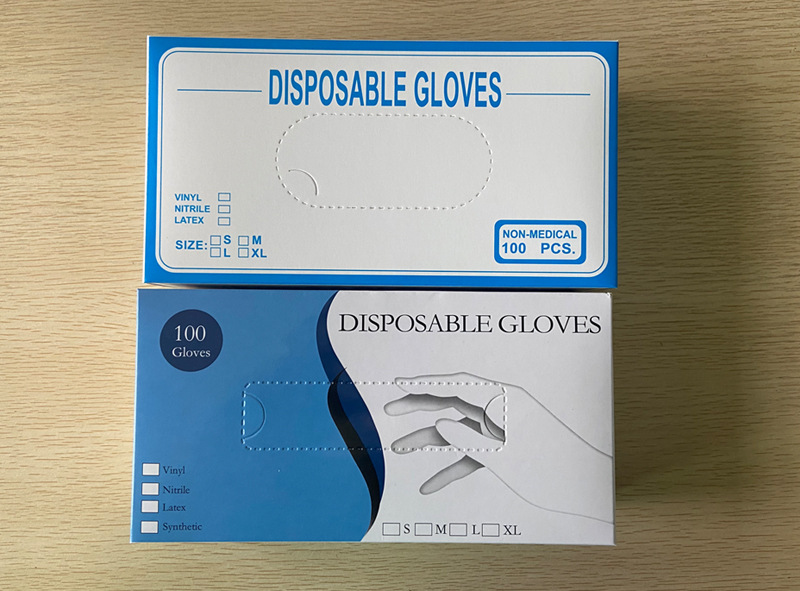 DISPOSABLE GLOVES
VINYL
NITRILE
LATEX
SIZE: S M
L XL
NON-MEDICAL
100 PCS.
100
Gloves
DISPOSABLE GLOVES
Vinyl
Nitrile
Latex
Synthetic
S M L XL